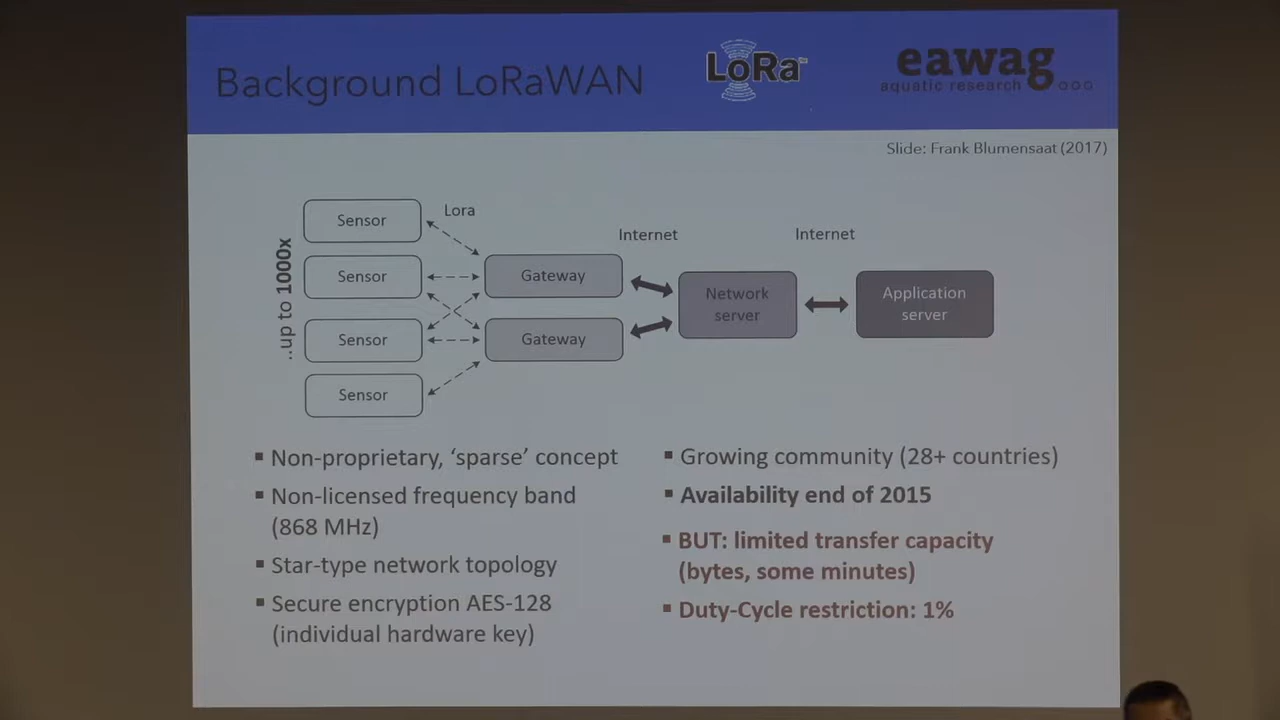 Background LoRaWAN
LoRa™
eawag
aquatic research
Slide: Frank Blumensaat (2017)
..up to 1000x
Sensor
Sensor
Sensor
Sensor
Lora
Gateway
Gateway
Internet
Network
server
Internet
Application
server
▪ Non-proprietary, ‘sparse’ concept
▪ Non-licensed frequency band
(868 MHz)
▪ Star-type network topology
▪ Secure encryption AES-128
(individual hardware key)
▪ Growing community (28+ countries)
▪ Availability end of 2015
▪ BUT: limited transfer capacity
(bytes, some minutes)
▪ Duty-Cycle restriction: 1%